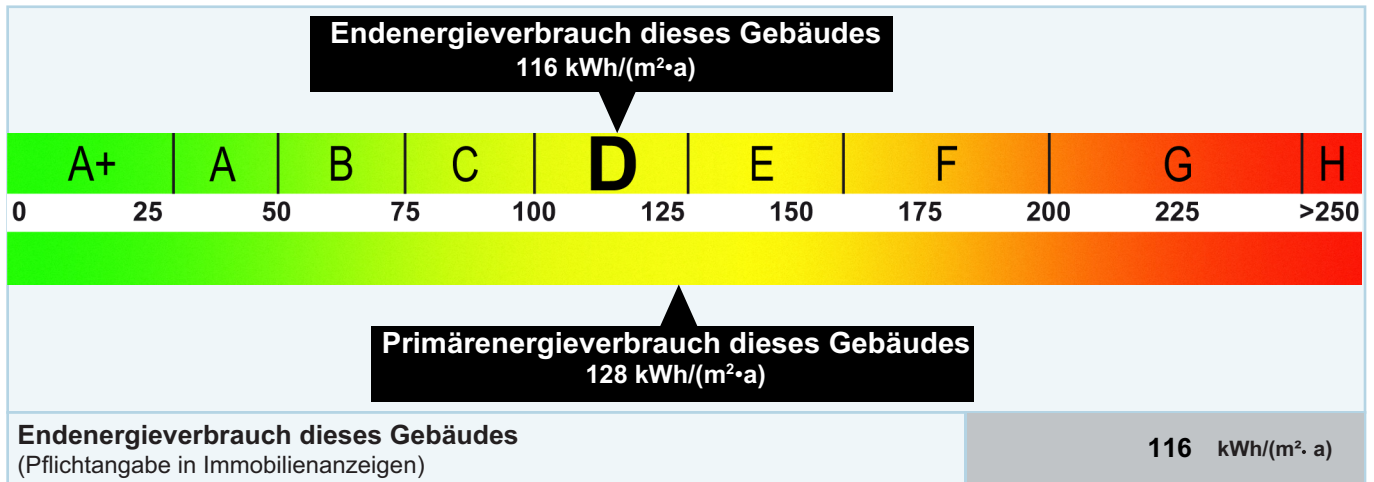 Endenergieverbrauch dieses Gebäudes
116 kWh/(m²•a)
A+ A B C D E F G H
0 25 50 75 100 125 150 175 200 225 >250
Primärenergieverbrauch dieses Gebäudes
128 kWh/(m²•a)
Endenergieverbrauch dieses Gebäudes
(Pflichtangabe in Immobilienanzeigen)
116 kWh/(m²· a)